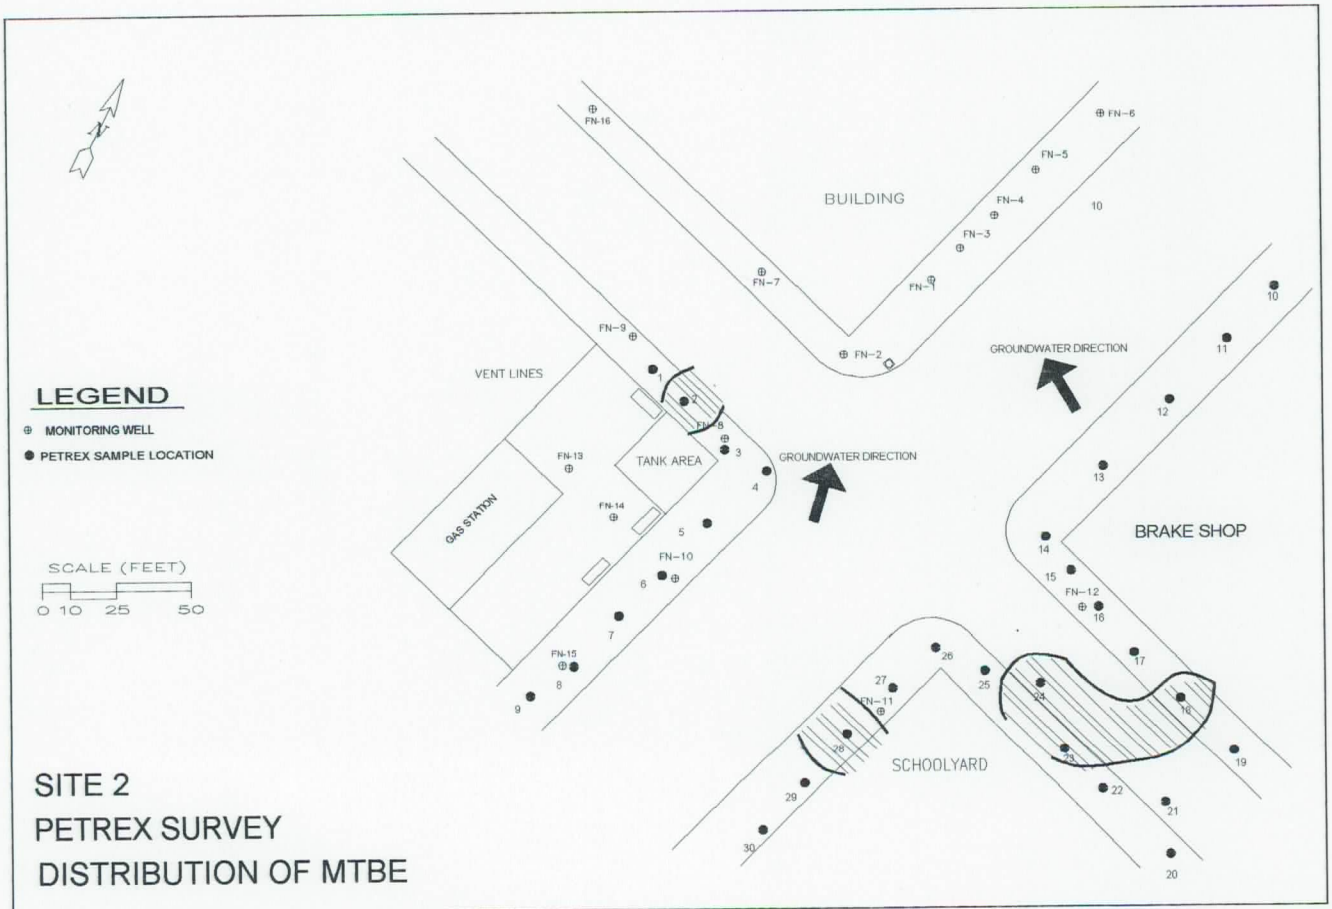 N
FN-16
FN-6
FN-5
BUILDING
FN-4
10
FN-3
FN-7
FN-1
10
FN-9
FN-2
GROUNDWATER DIRECTION
11
VENT LINES
1
LEGEND
2
12
MONITORING WELL
FN-8
PETREX SAMPLE LOCATION
FN-13
TANK AREA
3
GROUNDWATER DIRECTION
4
13
GAS STATION
FN-14
5
BRAKE SHOP
14
FN-10
SCALE (FEET)
6
15
FN-12
0 10 25 50
16
7
FN-15
26
17
8
27
25
24
18
9
FN-11
28
23
19
SCHOOLYARD
SITE 2
29
22
21
PETREX SURVEY
30
DISTRIBUTION OF MTBE
20